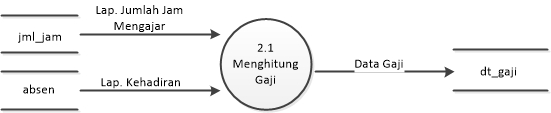 Lap. Jumlah Jam
Mengajar
jml_jam
absen
Lap. Kehadiran
2.1
Menghitung
Gaji
Data Gaji
dt_gaji